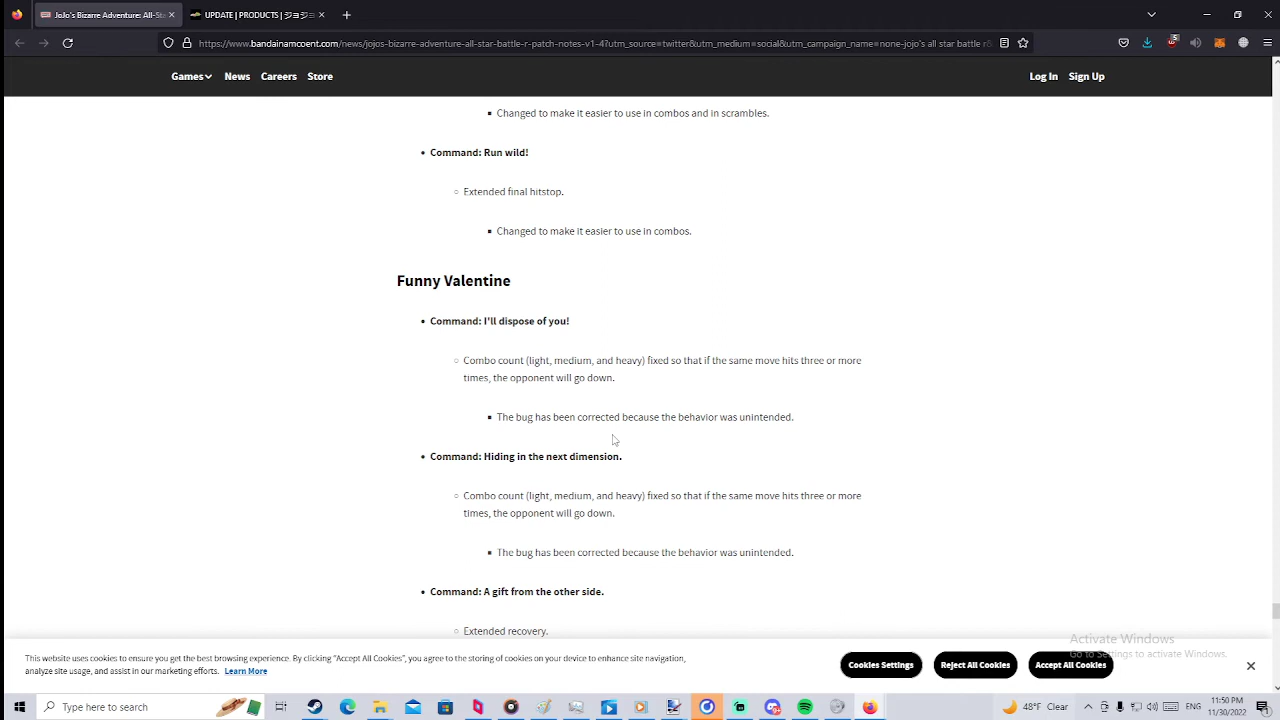 JoJo's Bizarre Adventure: All-Sta
UPDATE | PRODUCTS | ジョジョ
https://www.bandainamcoent.com/news/jojos-bizarre-adventure-all-star-battle-r-patch-notes-v1-4?utm_source=twitter&utm_medium=social&utm_campaign_name=none-jojo's all star battle r&
Games News Careers Store Log In Sign Up
▪ Changed to make it easier to use in combos and in scrambles.
• Command: Run wild!
○ Extended final hitstop.
▪ Changed to make it easier to use in combos.
Funny Valentine
• Command: I'll dispose of you!
○ Combo count (light, medium, and heavy) fixed so that if the same move hits three or more
times, the opponent will go down.
▪ The bug has been corrected because the behavior was unintended.
• Command: Hiding in the next dimension.
○ Combo count (light, medium, and heavy) fixed so that if the same move hits three or more
times, the opponent will go down.
▪ The bug has been corrected because the behavior was unintended.
• Command: A gift from the other side.
○ Extended recovery.
Activate Windows
Go to Settings to activate Windows.
This website uses cookies to ensure you get the best browsing experience. By clicking "Accept All Cookies", you agree to the storing of cookies on your device to enhance site navigation,
analyze site usage, and assist in our marketing efforts. Learn More
Cookies Settings Reject All Cookies Accept All Cookies
Type here to search
48°F Clear
ENG
11:50 PM
11/30/2022